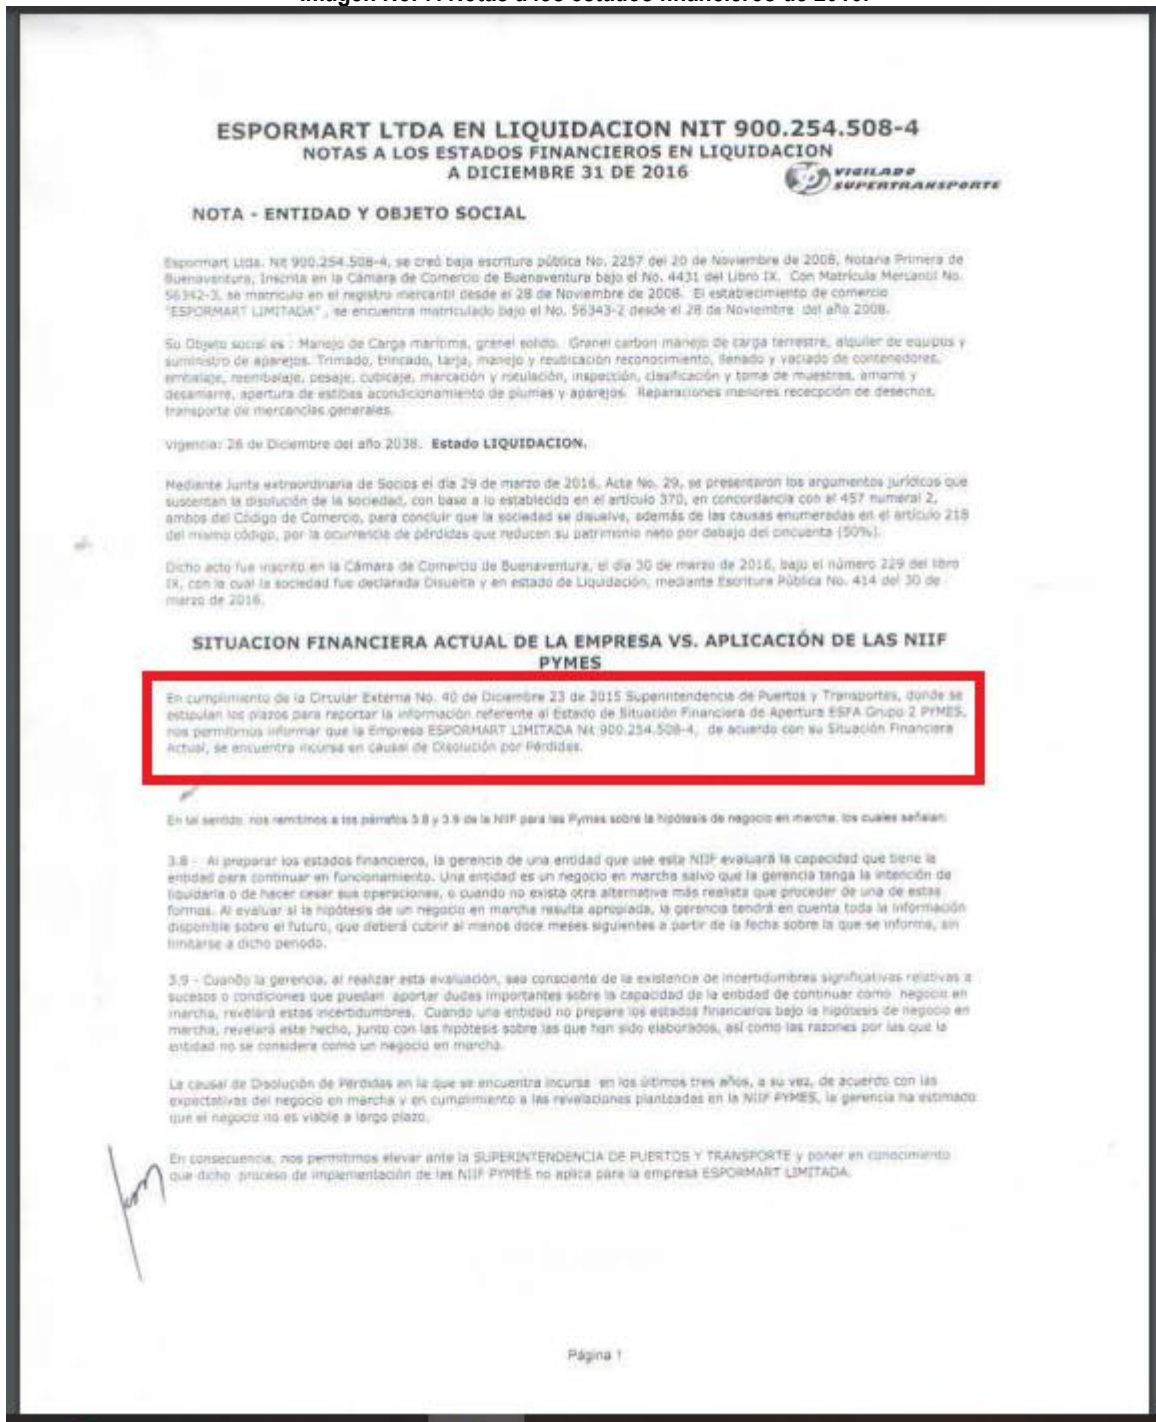 ESPORMART LTDA EN LIQUIDACION NIT 900.254.508-4
NOTAS A LOS ESTADOS FINANCIEROS EN LIQUIDACION
A DICIEMBRE 31 DE 2016
VIGILADO
SUPERTRANSPORTE
NOTA - ENTIDAD Y OBJETO SOCIAL
Espormart Ltda. Nit 900.254.508-4, se creó bajo escritura pública No. 2257 del 20 de Noviembre de 2008, Notaria Primera de
Buenaventura, Inscrita en la Cámara de Comercio de Buenaventura bajo el No. 4431 del Libro IX. Con Matricula Mercantil No.
56342-3, se matriculo en el registro mercantil desde el 28 de Noviembre de 2008. El establecimiento de comercio
"ESPORMART LIMITADA" , se encuentra matriculado bajo el No. 56343-2 desde el 28 de Noviembre del año 2008.
Su Objeto social es : Manejo de Carga marítima, granel solido. Granel carbon manejo de carga terrestre, alquiler de equipos y
suministro de aparejos. Trimado, trincado, tarja, manejo y reubicación reconocimiento, llenado y vaciado de contenedores,
embalaje, reembalaje, pesaje, cubicaje, marcación y rotulación, inspección, clasificación y toma de muestras, amarre y
desamarre, apertura de estibas acondicionamiento de plumas y aparejos. Reparaciones menores rececpción de desechos,
transporte de mercancías generales.
Vigencia: 26 de Diciembre del año 2038. Estado LIQUIDACION.
Mediante Junta extraordinaria de Socios el día 29 de marzo de 2016, Acta No. 29, se presentaron los argumentos jurídicos que
sustentan la disolución de la sociedad, con base a lo establecido en el artículo 370, en concordancia con el 457 numeral 2,
ambos del Código de Comercio, para concluir que la sociedad se disuelve, además de las causas enumeradas en el artículo 218
del mismo código, por la ocurrencia de pérdidas que reducen su patrimonio neto por debajo del cincuenta (50%).
Dicho acto fue inscrito en la Cámara de Comercio de Buenaventura, el día 30 de marzo de 2016, bajo el número 229 del libro
IX, con lo cual la sociedad fue declarada Disuelta y en estado de Liquidación, mediante Escritura Pública No. 414 del 30 de
marzo de 2016.
SITUACION FINANCIERA ACTUAL DE LA EMPRESA VS. APLICACIÓN DE LAS NIIF
PYMES
En cumplimiento de la Circular Externa No. 40 de Diciembre 23 de 2015 Superintendencia de Puertos y Transportes, donde se
estipulan los plazos para reportar la información referente al Estado de Situación Financiera de Apertura ESFA Grupo 2 PYMES,
nos permitimos informar que la Empresa ESPORMART LIMITADA Nit 900.254.508-4, de acuerdo con su Situación Financiera
Actual, se encuentra incursa en causal de Disolución por Pérdidas.
En tal sentido, nos remitimos a los párrafos 3.8 y 3.9 de la NIIF para las Pymes sobre la hipótesis de negocio en marcha, los cuales señalan:
3.8 - Al preparar los estados financieros, la gerencia de una entidad que use este NIIF evaluará la capacidad que tiene la
entidad para continuar en funcionamiento. Una entidad es un negocio en marcha salvo que la gerencia tenga la intención de
liquidarla o de hacer cesar sus operaciones, o cuando no exista otra alternativa más realista que proceder de una de estas
formas. Al evaluar si la hipótesis de un negocio en marcha resulta apropiada, la gerencia tendrá en cuenta toda la información
disponible sobre el futuro, que deberá cubrir al menos doce meses siguientes a partir de la fecha sobre la que se informa, sin
limitarse a dicho periodo.
3.9 - Cuando la gerencia, al realizar esta evaluación, sea consciente de la existencia de incertidumbres significativas relativas a
sucesos o condiciones que puedan aportar dudas importantes sobre la capacidad de la entidad de continuar como negocio en
marcha, revelará estas incertidumbres. Cuando una entidad no prepare los estados financieros bajo la hipótesis de negocio en
marcha, revelará este hecho, junto con las hipótesis sobre las que han sido elaborados, así como las razones por las que la
entidad no se considera como un negocio en marcha.
La causal de Disolución de Pérdidas en la que se encuentra incursa en los últimos tres años, a su vez, de acuerdo con las
expectativas del negocio en marcha y en cumplimiento a las revelaciones planteadas en la NIIF PYMES, la gerencia ha estimado
que el negocio no es viable a largo plazo.
En consecuencia, nos permitimos elevar ante la SUPERINTENDENCIA DE PUERTOS Y TRANSPORTE y poner en conocimiento
que dicho proceso de implementación de las NIIF PYMES no aplica para la empresa ESPORMART LIMITADA.
Página 1